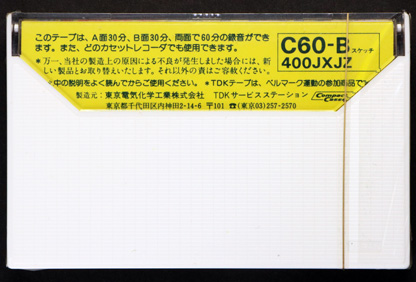 このテープは、A面30分、B面30分、両面で60分の録音ができ
ます。また、どのカセットレコーダでも使用できます。
*万一、当社の製造上の原因による不良が発生しました場合には、新
しい製品とお取り替えいたします。それ以外の責はご容赦ください。
中の説明をよく読んでからご使用ください。*TDKテープは、ベルマーク運動の参加商品で
製造元:東京電気化学工業株式会社 TDKサービスステーション
東京都千代田区内神田2-14-6 〒101 ☎(東京03)257-2570
C60-Bスケッチ
400JXJZ
Compact Cassette